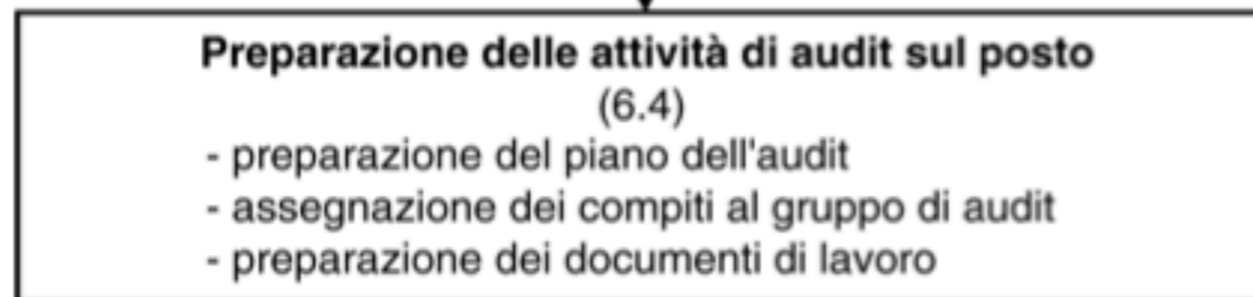 Preparazione delle attività di audit sul posto
(6.4)
- preparazione del piano dell'audit
- assegnazione dei compiti al gruppo di audit
- preparazione dei documenti di lavoro